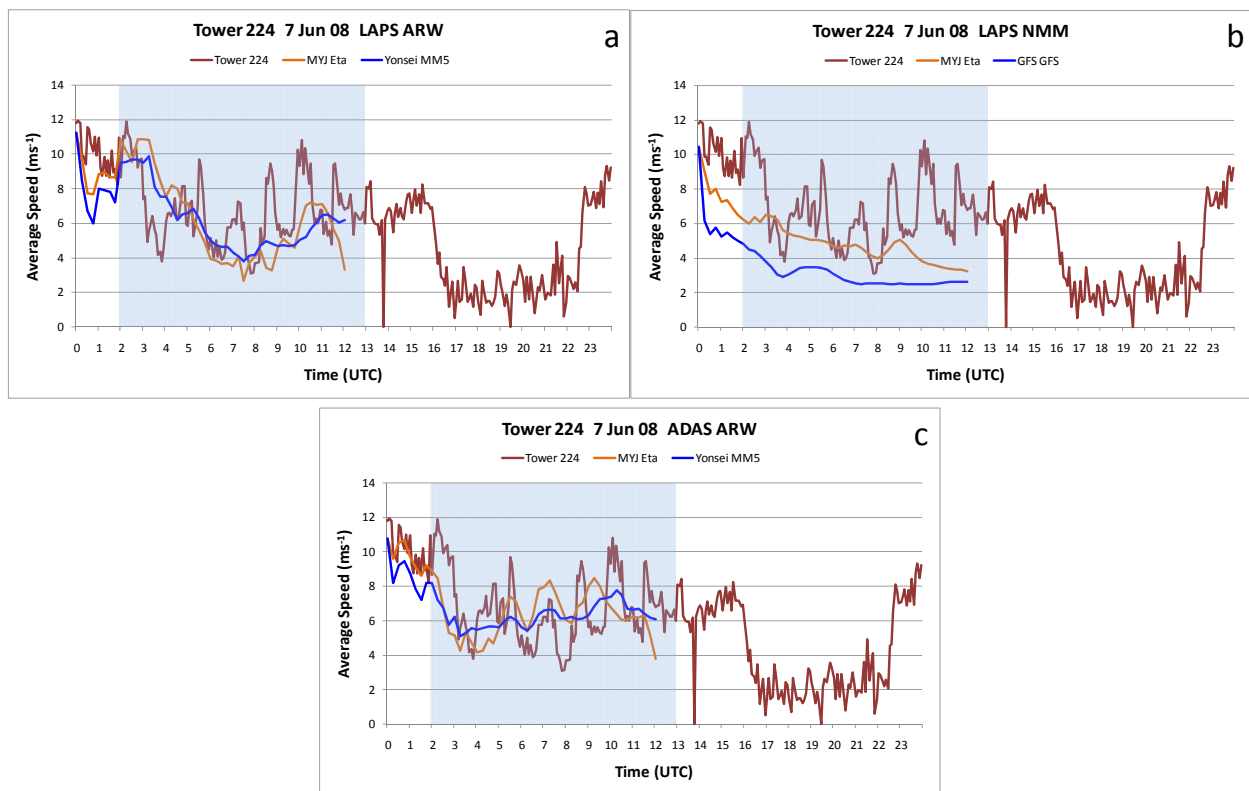 Tower 224 7 Jun 08 LAPS ARW
a
Tower 224 MYJ Eta Yonsei MM5
14
12
10
8
6
4
2
0
Average Speed (ms-1)
0 1 2 3 4 5 6 7 8 9 10 11 12 13 14 15 16 17 18 19 20 21 22 23
Time (UTC)
Tower 224 7 Jun 08 LAPS NMM
b
Tower 224 MYJ Eta GFS GFS
14
12
10
8
6
4
2
0
Average Speed (ms-1)
0 1 2 3 4 5 6 7 8 9 10 11 12 13 14 15 16 17 18 19 20 21 22 23
Time (UTC)
Tower 224 7 Jun 08 ADAS ARW
c
Tower 224 MYJ Eta Yonsei MM5
14
12
10
8
6
4
2
0
Average Speed (ms-1)
0 1 2 3 4 5 6 7 8 9 10 11 12 13 14 15 16 17 18 19 20 21 22 23
Time (UTC)